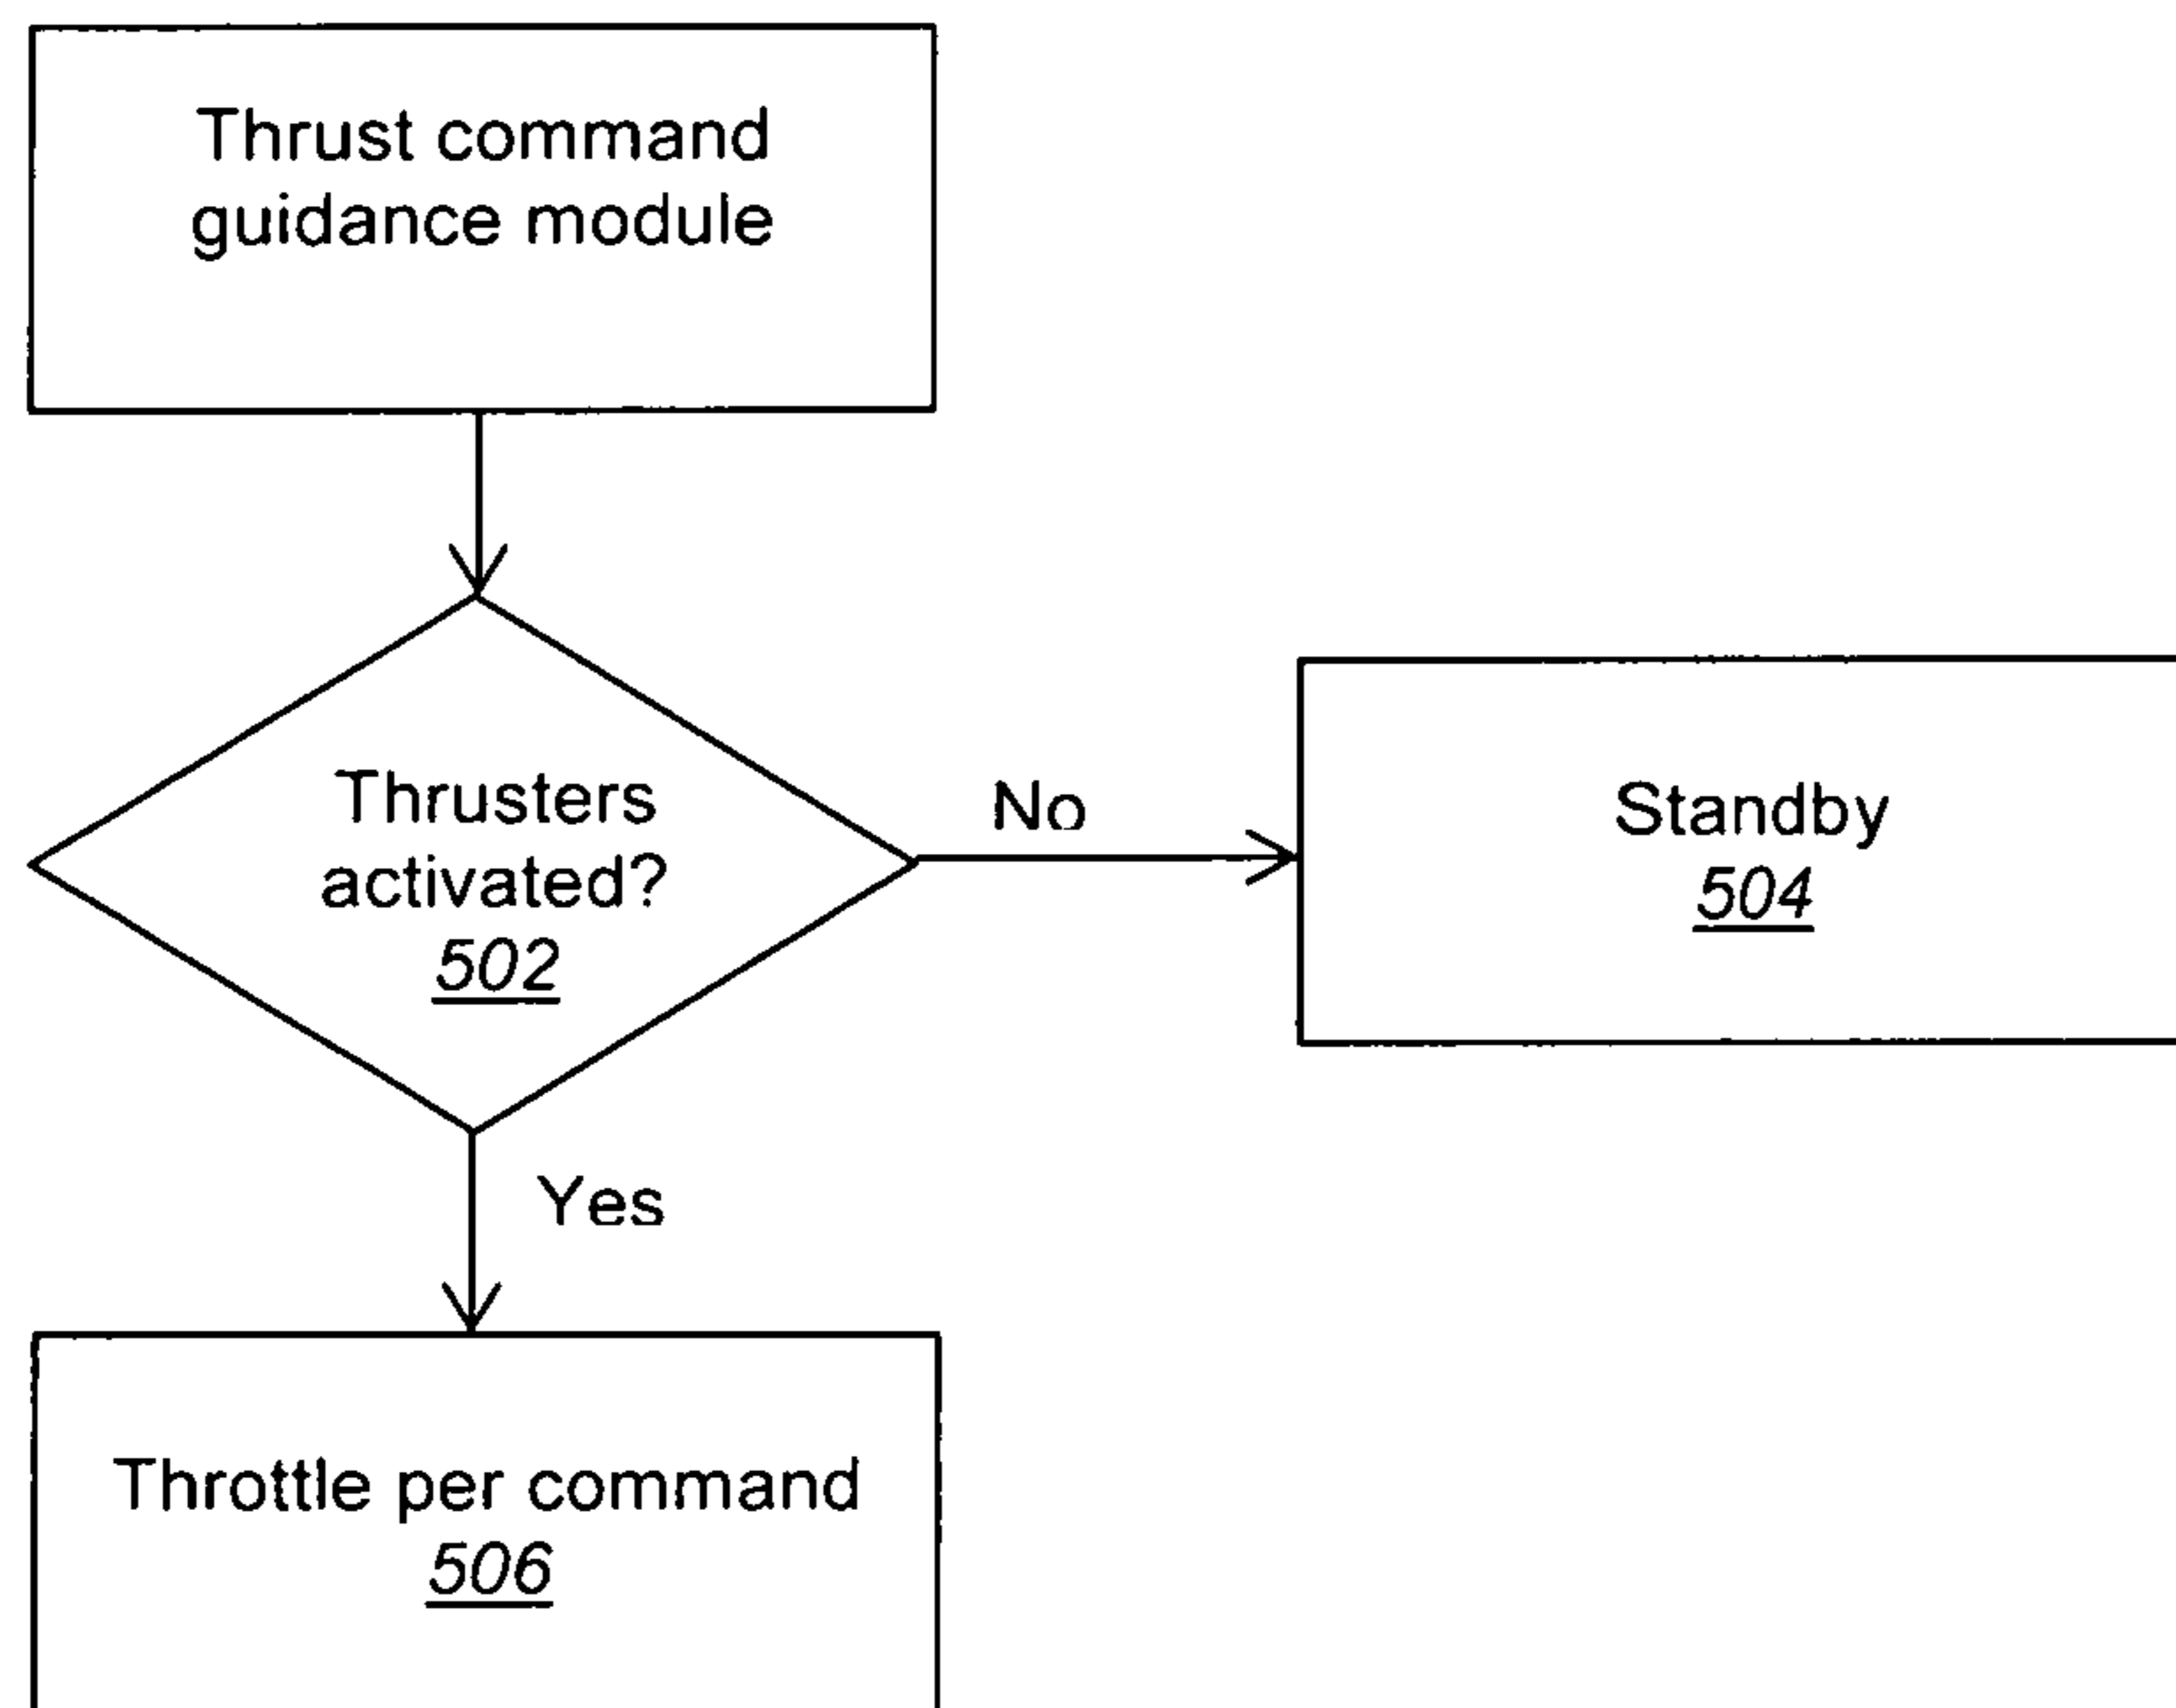 Thrust command
guidance module
Thrusters
activated?
502
No
Standby
504
Yes
Throttle per command
506